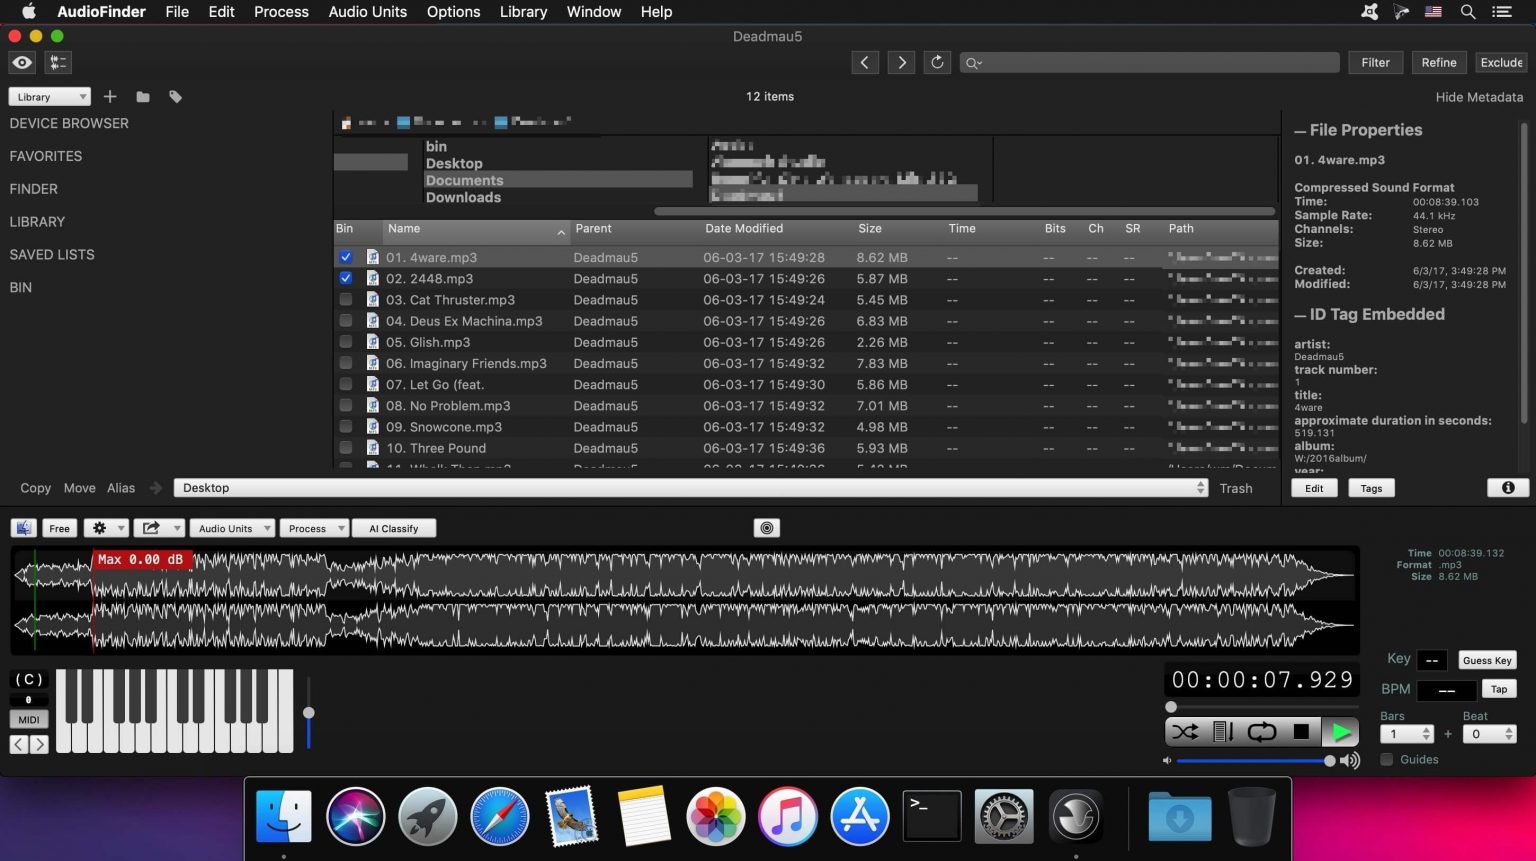 AudioFinder File Edit Process Audio Units Options Library Window Help
Deadmau5
Filter Refine Exclude
Library
12 items
Hide Metadata
DEVICE BROWSER
FAVORITES
FINDER
LIBRARY
SAVED LISTS
BIN
bin
Desktop
Documents
Downloads
Bin Name Parent Date Modified Size Time Bits Ch SR Path
01. 4ware.mp3 Deadmau5 06-03-17 15:49:28 8.62 MB -- -- -- --
02. 2448.mp3 Deadmau5 06-03-17 15:49:26 5.87 MB -- -- -- --
03. Cat Thruster.mp3 Deadmau5 06-03-17 15:49:24 5.45 MB -- -- -- --
04. Deus Ex Machina.mp3 Deadmau5 06-03-17 15:49:26 6.83 MB -- -- -- --
05. Glish.mp3 Deadmau5 06-03-17 15:49:26 2.26 MB -- -- -- --
06. Imaginary Friends.mp3 Deadmau5 06-03-17 15:49:32 7.83 MB -- -- -- --
07. Let Go (feat. Deadmau5 06-03-17 15:49:30 5.86 MB -- -- -- --
08. No Problem.mp3 Deadmau5 06-03-17 15:49:32 7.01 MB -- -- -- --
09. Snowcone.mp3 Deadmau5 06-03-17 15:49:32 4.98 MB -- -- -- --
10. Three Pound Deadmau5 06-03-17 15:49:36 5.93 MB -- -- -- --
— File Properties
01. 4ware.mp3
Compressed Sound Format
Time: 00:08:39.103
Sample Rate: 44.1 kHz
Channels: Stereo
Size: 8.62 MB
Created: 6/3/17, 3:49:28 PM
Modified: 6/3/17, 3:49:28 PM
— ID Tag Embedded
artist:
Deadmau5
track number:
1
title:
4ware
approximate duration in seconds:
519.131
album:
W:/2016album/
year:
Copy Move Alias Desktop Trash
Edit Tags
Free Audio Units Process AI Classify
Max 0.00 dB
Time 00:08:39.132
Format .mp3
Size 8.62 MB
(C)
0
MIDI
00:00:07.929
Key -- Guess Key
BPM -- Tap
Bars Beat
1 + 0
Guides
>_